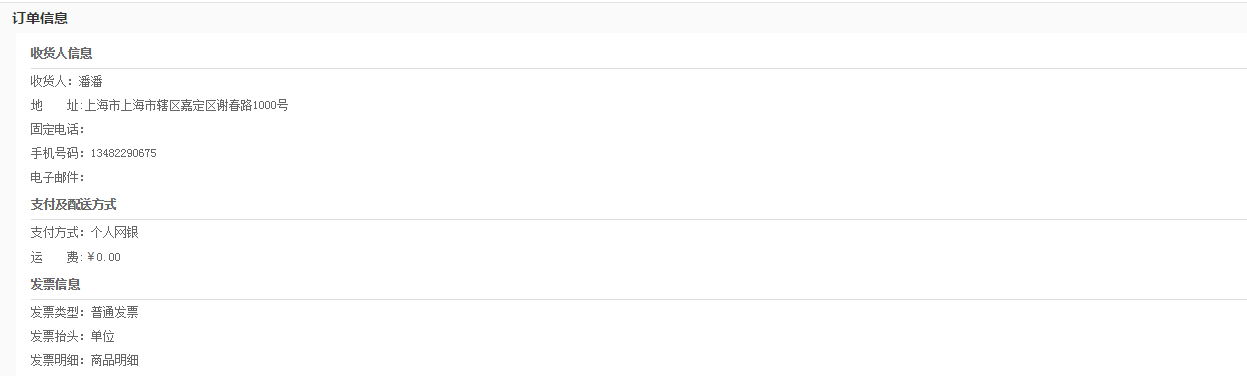 订单信息
收货人信息
收货人：潘潘
地　　址:上海市上海市辖区嘉定区谢春路1000号
固定电话：
手机号码：13482290675
电子邮件：
支付及配送方式
支付方式：个人网银
运　　费:￥0.00
发票信息
发票类型：普通发票
发票抬头：单位
发票明细：商品明细